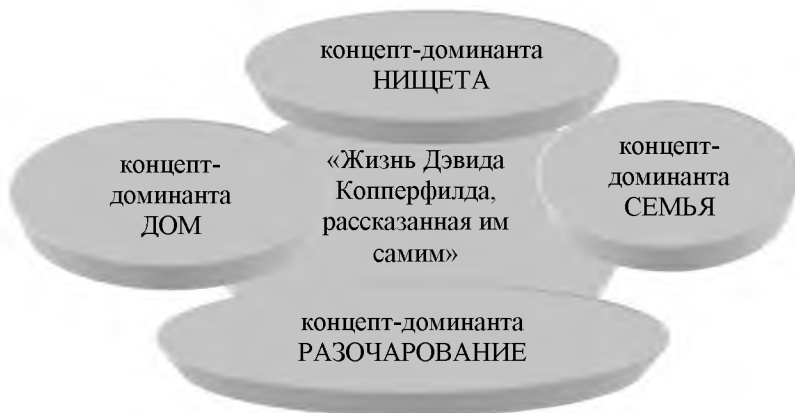 концепт-доминанта
НИЩЕТА
концепт-
доминанта
ДОМ
«Жизнь Дэвида
Копперфилда,
рассказанная им
самим»
концепт-
доминанта
СЕМЬЯ
концепт-доминанта
РАЗОЧАРОВАНИЕ